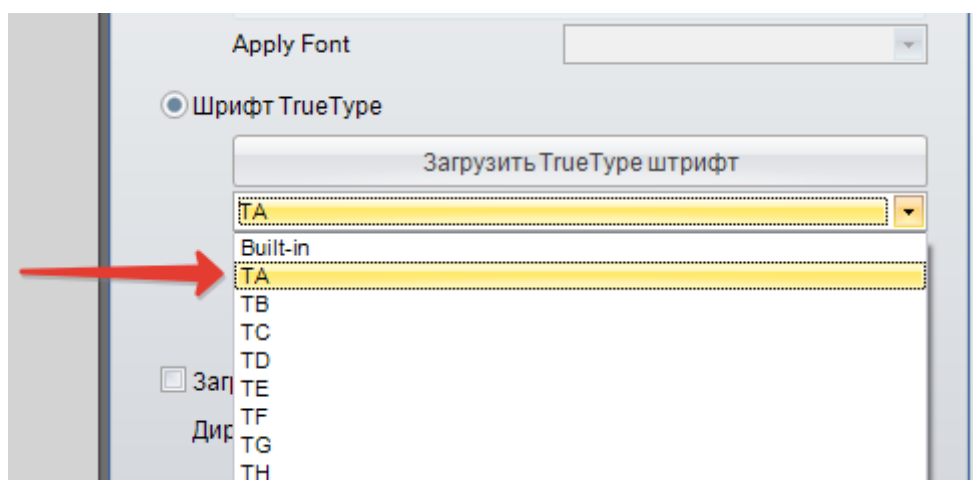 Apply Font
Шрифт TrueType
Загрузить TrueType штрифт
TA
Built-in
TA
TB
TC
TD
TE
TF
TG
TH